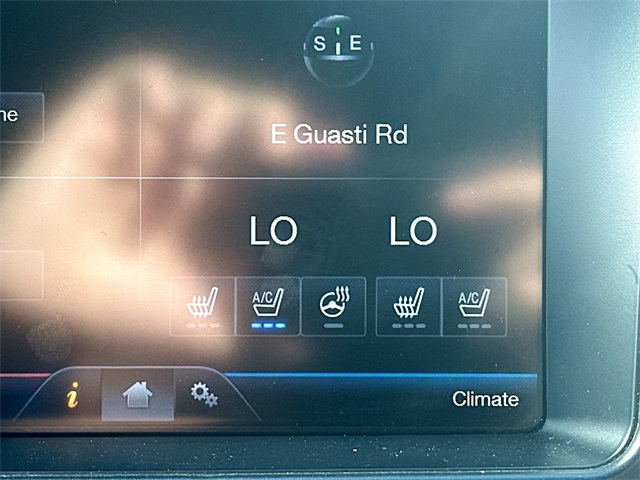 S E
E Guasti Rd
LO LO
A/C A/C
i
Climate